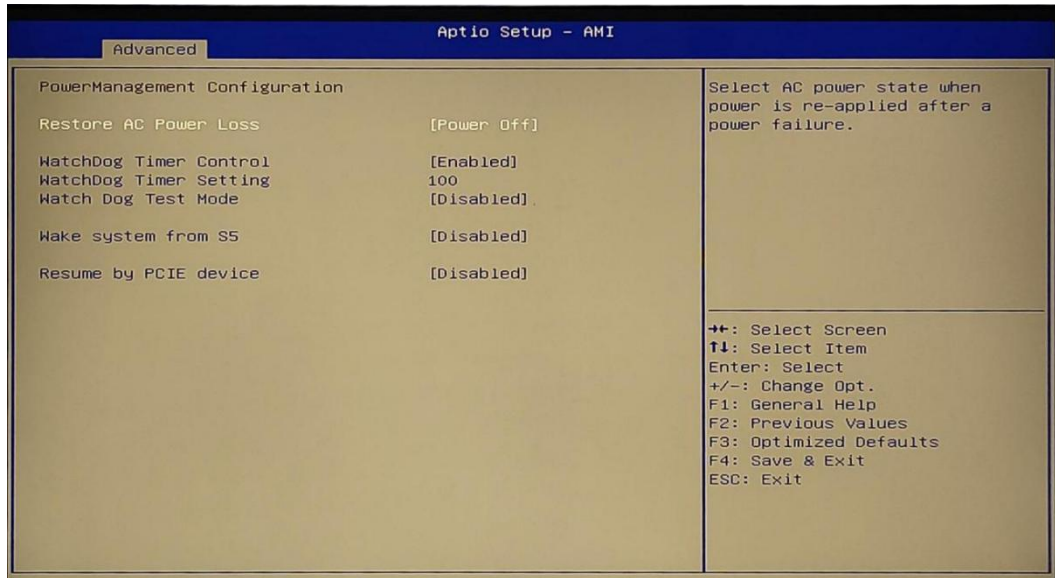 Aptio Setup - AMI
Advanced
PowerManagement Configuration
Restore AC Power Loss [Power Off]
WatchDog Timer Control [Enabled]
WatchDog Timer Setting 100
Watch Dog Test Mode [Disabled]
Wake system from S5 [Disabled]
Resume by PCIE device [Disabled]
Select AC power state when
power is re-applied after a
power failure.
→←: Select Screen
↑↓: Select Item
Enter: Select
+/-: Change Opt.
F1: General Help
F2: Previous Values
F3: Optimized Defaults
F4: Save & Exit
ESC: Exit